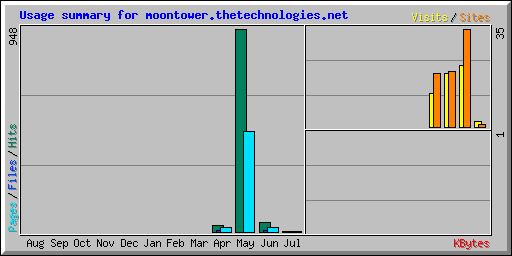 Usage summary for moontower.thetechnologies.net
Visits/Sites
948
35
1
Pages/Files/Hits
Aug Sep Oct Nov Dec Jan Feb Mar Apr May Jun Jul
KBytes